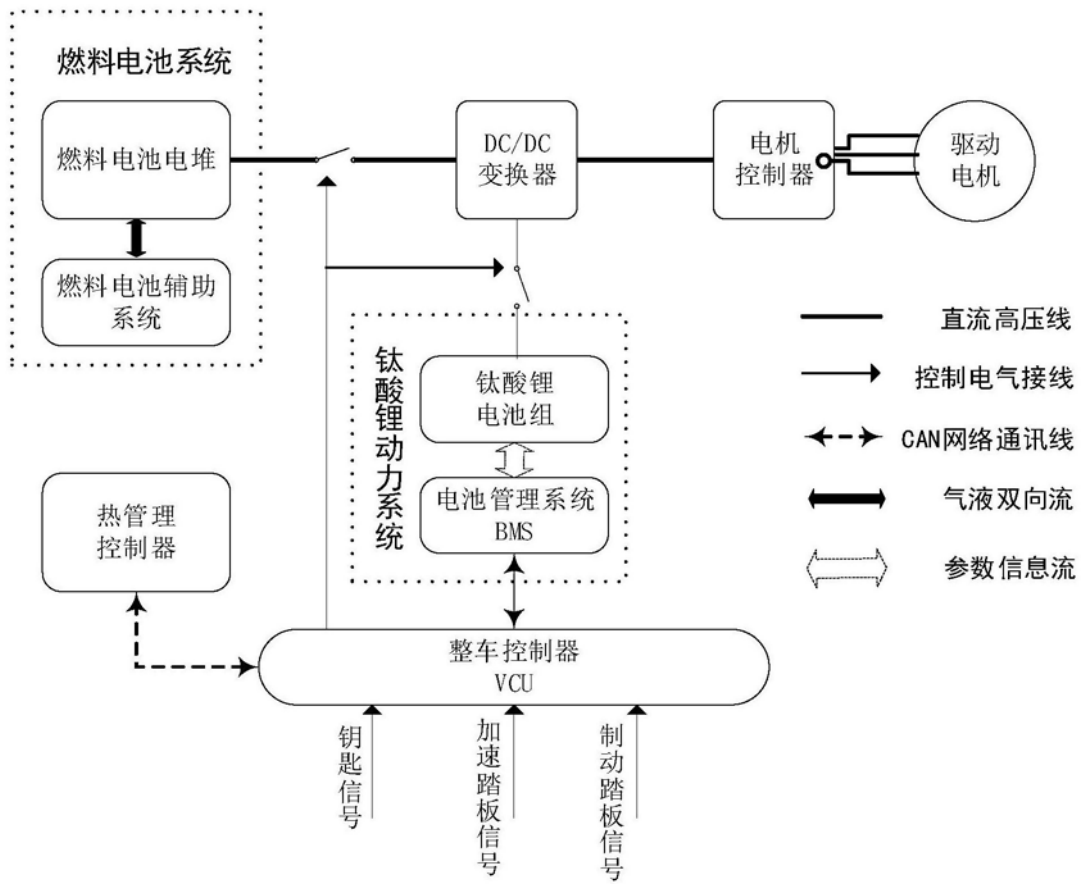 燃料电池系统
燃料电池电堆
燃料电池辅助
系统
DC/DC
变换器
电机
控制器
驱动
电机
钛酸锂动力系统
钛酸锂
电池组
电池管理系统
BMS
热管理
控制器
整车控制器
VCU
钥匙信号
加速踏板信号
制动踏板信号
直流高压线
控制电气接线
CAN网络通讯线
气液双向流
参数信息流